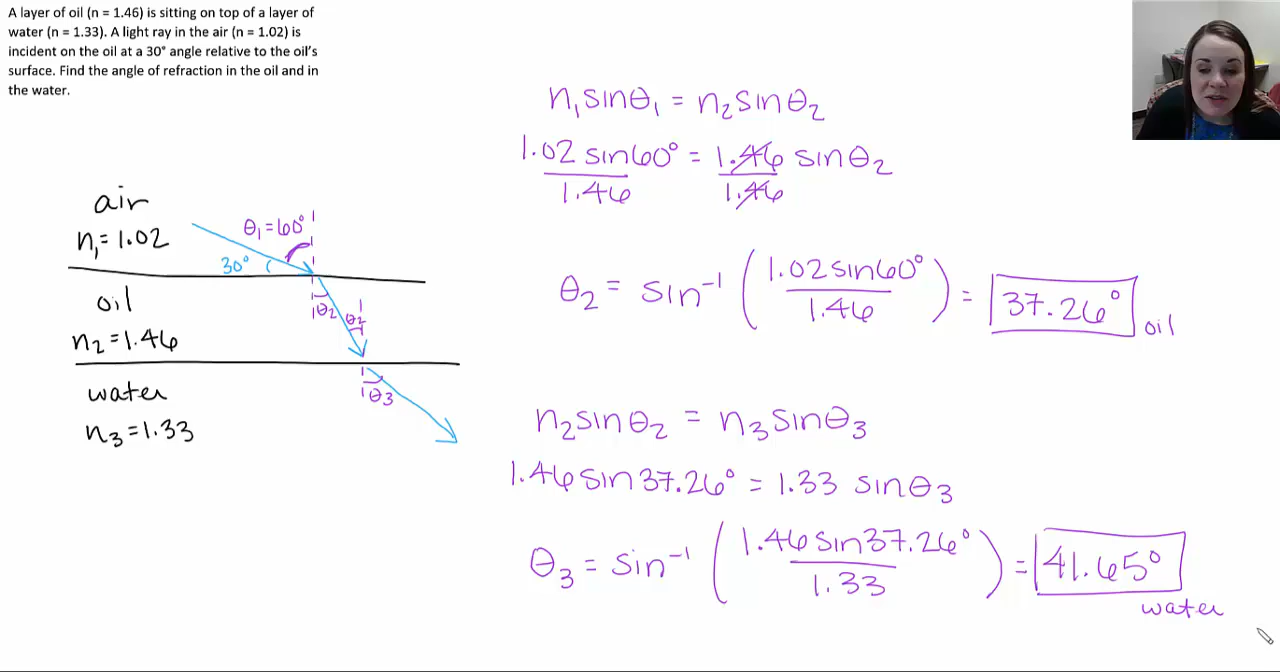 A layer of oil (n = 1.46) is sitting on top of a layer of
water (n = 1.33). A light ray in the air (n = 1.02) is
incident on the oil at a 30° angle relative to the oil's
surface. Find the angle of refraction in the oil and in
the water.
air
n₁ = 1.02
θ₁ = 60°
30°
oil
n₂ = 1.46
θ₂
θ₂
water
n₃ = 1.33
θ₃
n₁ sinθ₁ = n₂ sinθ₂
1.02 sin60° / 1.46 = 1.46 / 1.46 sinθ₂
θ₂ = sin⁻¹ (1.02 sin60° / 1.46) = 37.26° oil
n₂ sinθ₂ = n₃ sinθ₃
1.46 sin37.26° = 1.33 sinθ₃
θ₃ = sin⁻¹ (1.46 sin37.26° / 1.33) = 41.65°
water